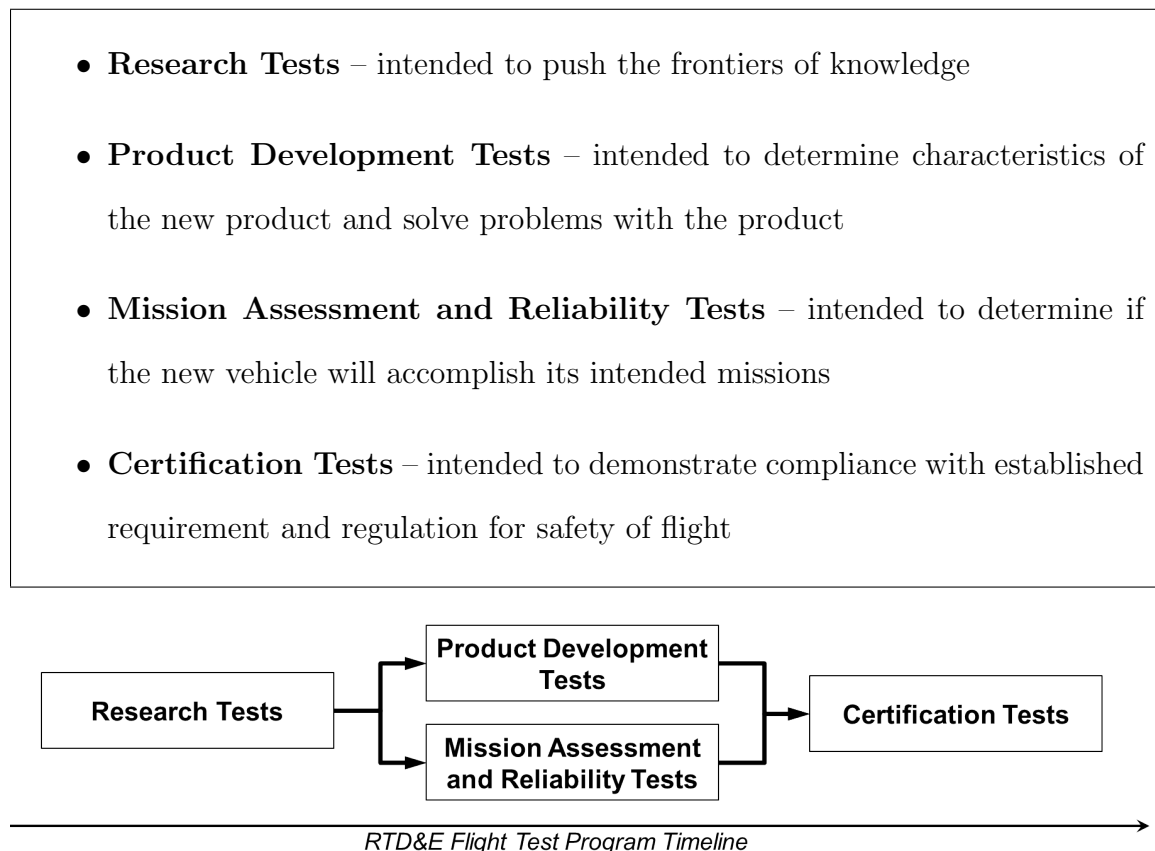 • Research Tests – intended to push the frontiers of knowledge
• Product Development Tests – intended to determine characteristics of
the new product and solve problems with the product
• Mission Assessment and Reliability Tests – intended to determine if
the new vehicle will accomplish its intended missions
• Certification Tests – intended to demonstrate compliance with established
requirement and regulation for safety of flight
Research Tests
Product Development
Tests
Mission Assessment
and Reliability Tests
Certification Tests
RTD&E Flight Test Program Timeline